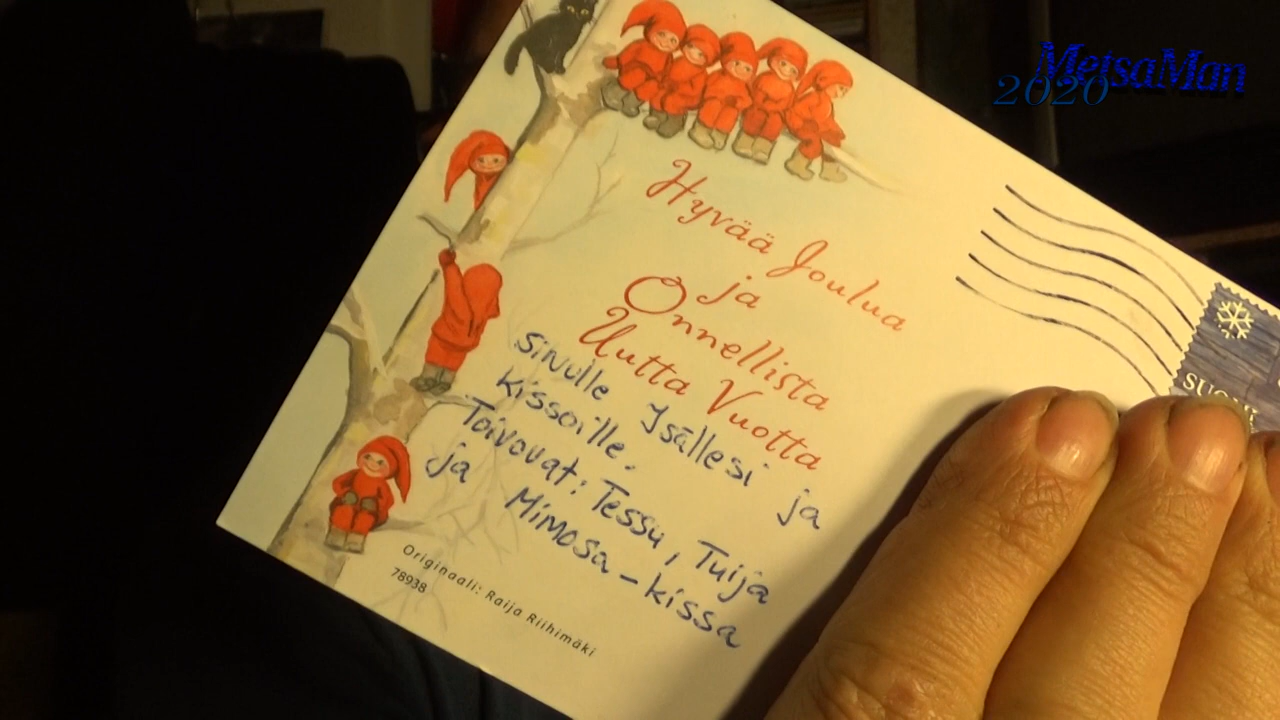 MetsaMan
2020
Hyvää Joulua
ja
Onnellista
Uutta Vuotta
Sinulle Isällesi ja
kissoille.
Toivovat: Tessu, Tuija
ja Mimosa-kissa
Originaali: Raija Riihimäki
78938